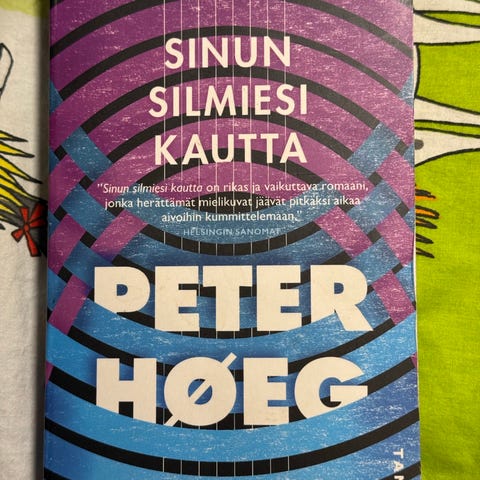 SINUN
SILMIESI
KAUTTA
"Sinun silmiesi kautta on rikas ja vaikuttava romaani,
jonka herättämät mielikuvat jäävät pitkäksi aikaa
aivoihin kummittelemaan."
HELSINGIN SANOMAT
PETER
HØEG